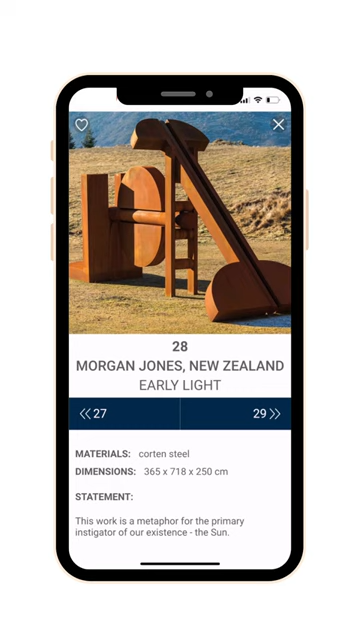 28
MORGAN JONES, NEW ZEALAND
EARLY LIGHT
27 29
MATERIALS: corten steel
DIMENSIONS: 365 x 718 x 250 cm
STATEMENT:
This work is a metaphor for the primary
instigator of our existence - the Sun.